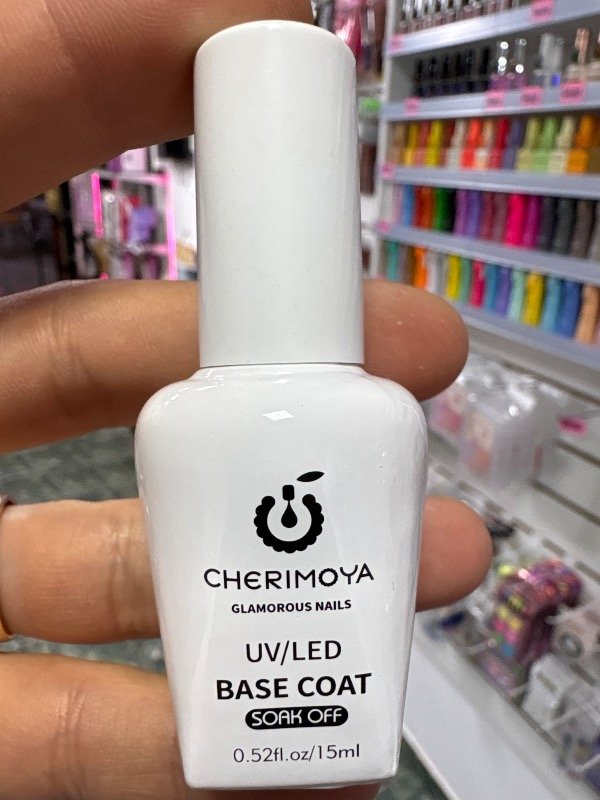 CHERIMOYA
GLAMOROUS NAILS
UV/LED
BASE COAT
SOAK OFF
0.52fl.oz/15ml